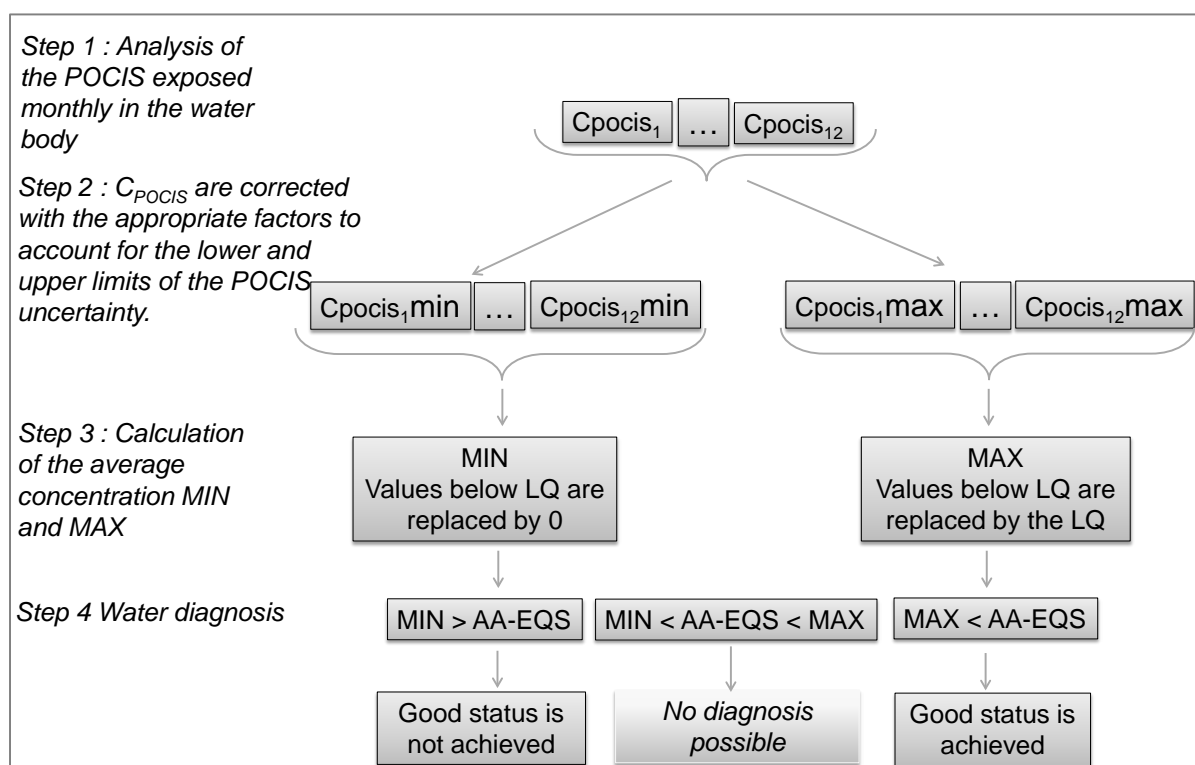 Step 1 : Analysis of
the POCIS exposed
monthly in the water
body
Cpocis₁ … Cpocis₁₂
Step 2 : C_POCIS are corrected
with the appropriate factors to
account for the lower and
upper limits of the POCIS
uncertainty.
Cpocis₁min … Cpocis₁₂min
Cpocis₁max … Cpocis₁₂max
Step 3 : Calculation
of the average
concentration MIN
and MAX
MIN
Values below LQ are
replaced by 0
MAX
Values below LQ are
replaced by the LQ
Step 4 Water diagnosis
MIN > AA-EQS
MIN < AA-EQS < MAX
MAX < AA-EQS
Good status is
not achieved
No diagnosis
possible
Good status is
achieved